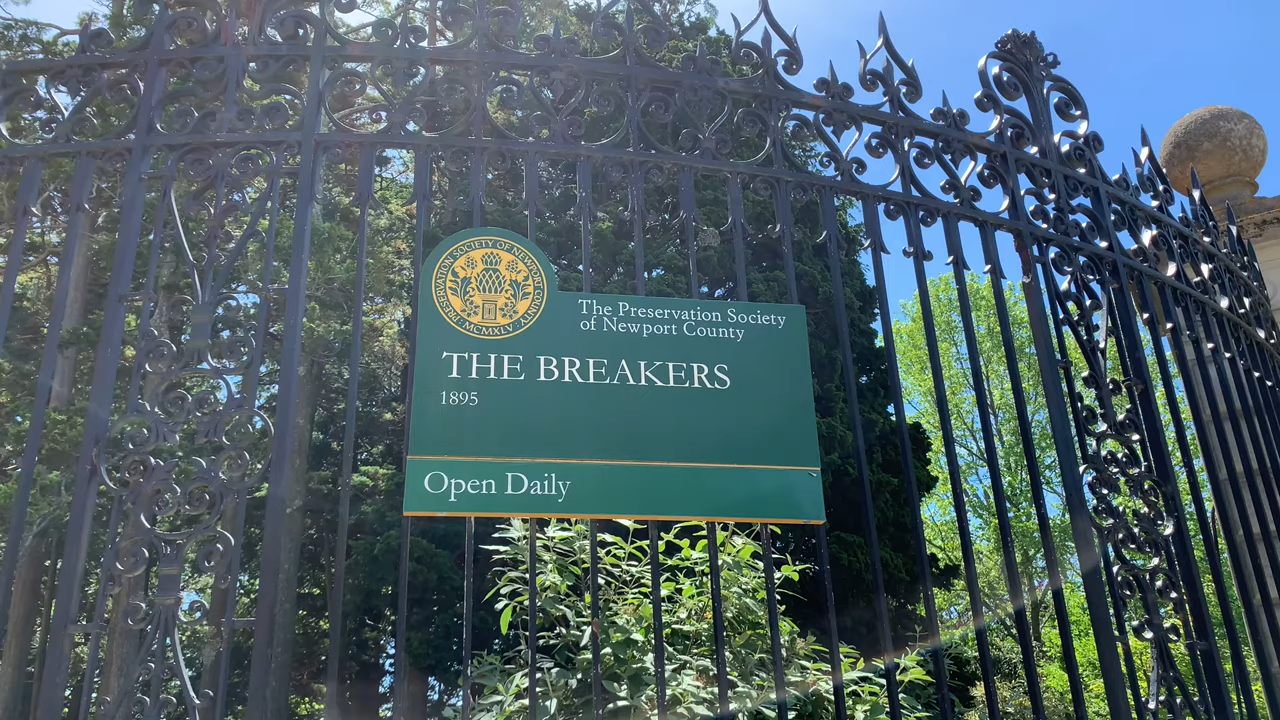 PRESERVATION SOCIETY OF NEWPORT COUNTY
MCMXLV
The Preservation Society
of Newport County
THE BREAKERS
1895
Open Daily